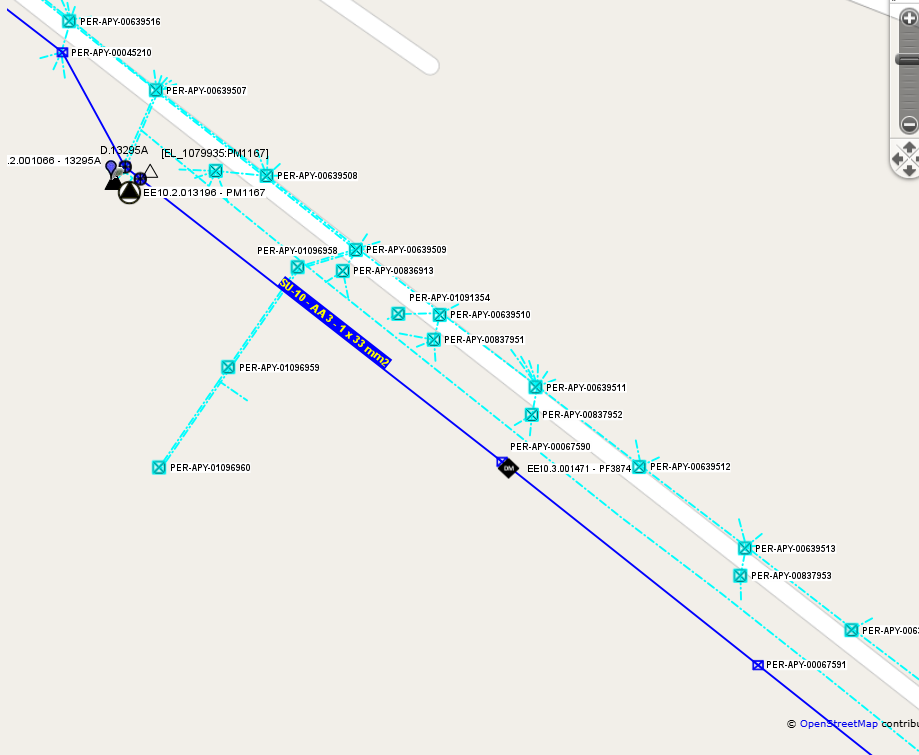 PER-APY-00639516
PER-APY-00045210
PER-APY-00639507
D.13295A
[EL_1079935:PM1167]
.2.001066 - 13295A
PER-APY-00639508
EE10.2.013196 - PM1167
PER-APY-01096958
PER-APY-00639509
PER-APY-00836913
SU-10 - AA 3 - 1 x 33 mm2
PER-APY-01091354
PER-APY-00639510
PER-APY-00837951
PER-APY-01096959
PER-APY-00639511
PER-APY-00837952
PER-APY-00067590
PER-APY-01096960
EE10.3.001471 - PF3874
DM
PER-APY-00639512
PER-APY-00639513
PER-APY-00837953
PER-APY-0063
PER-APY-00067591
© OpenStreetMap contribu